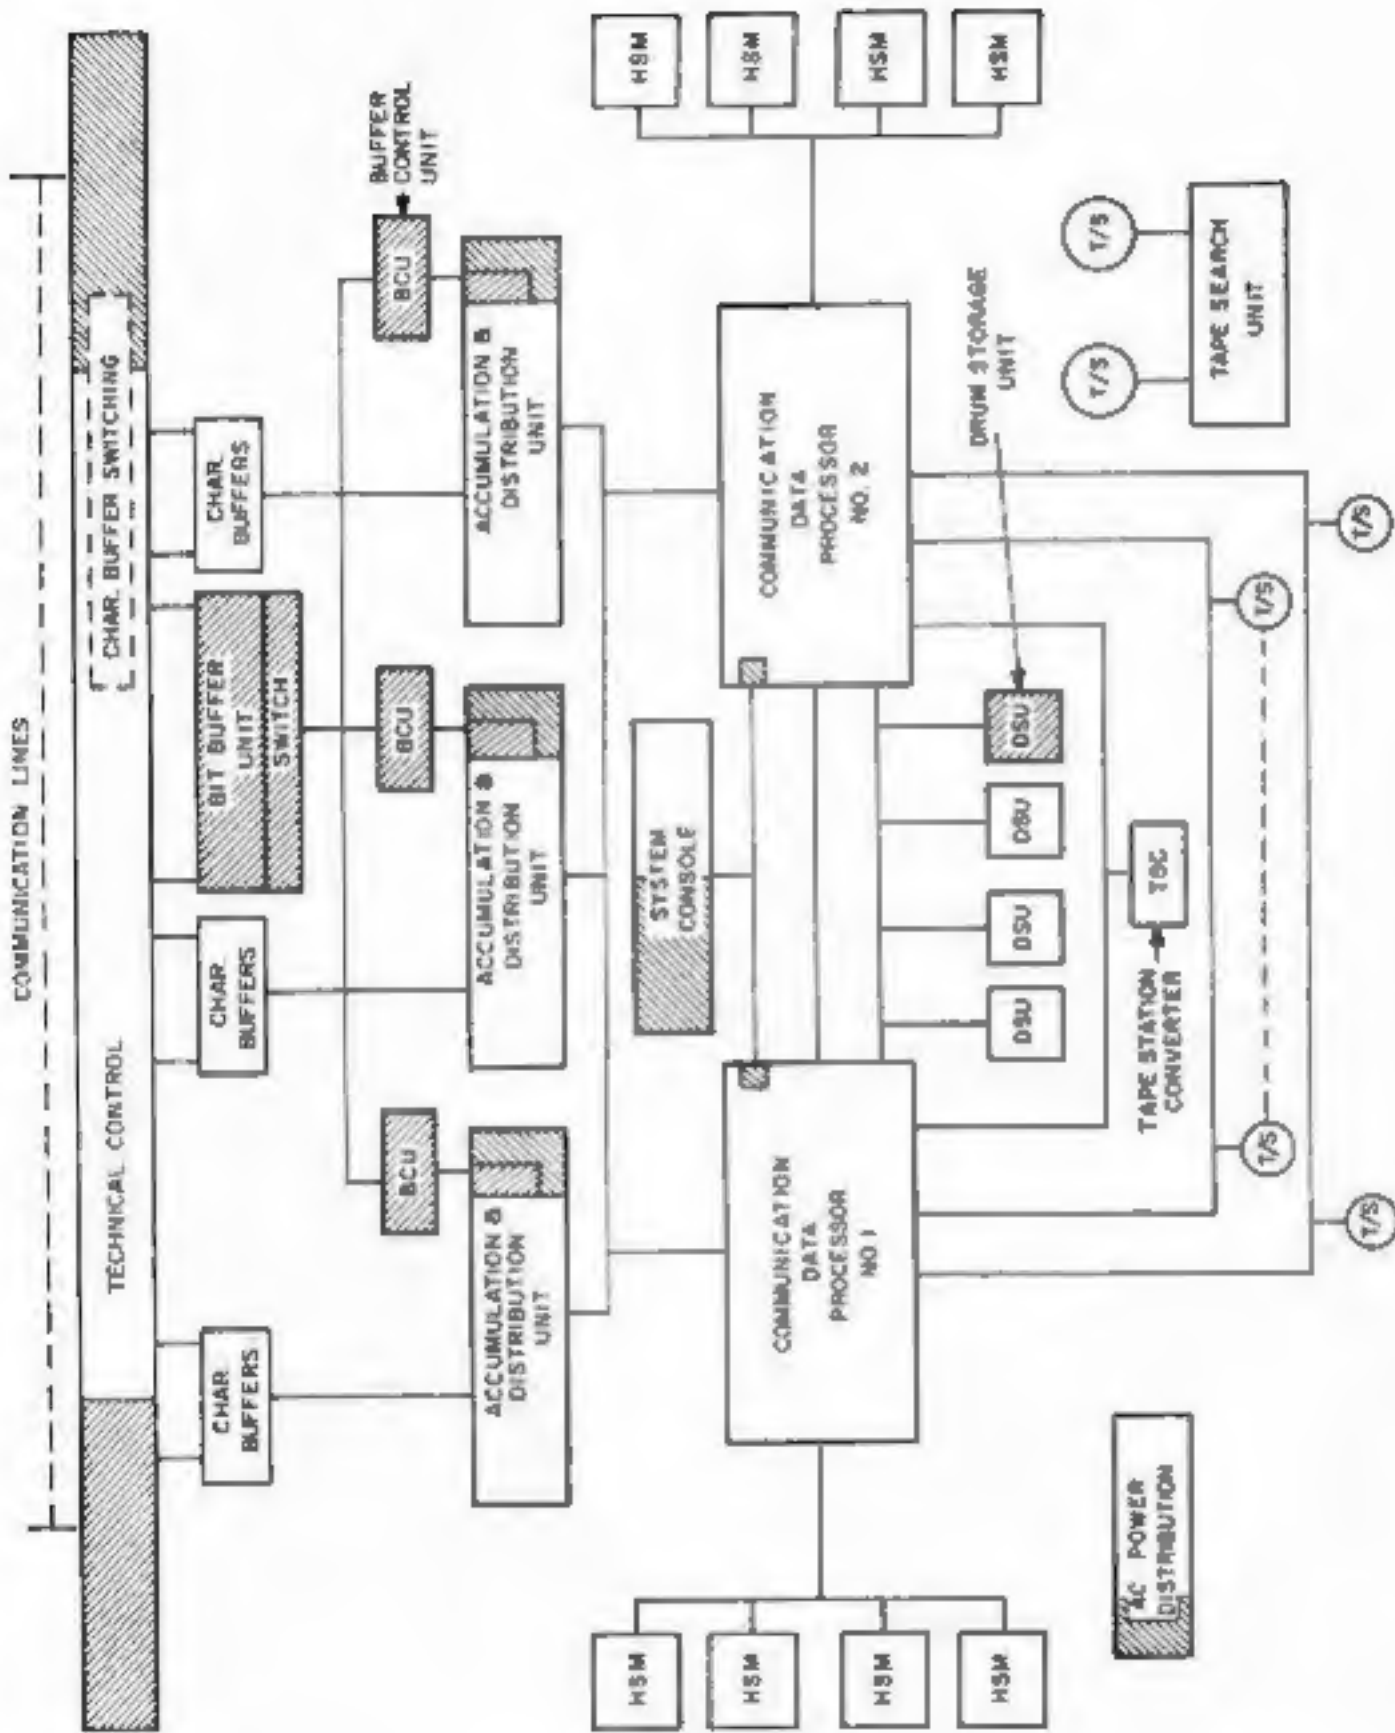 COMMUNICATION LINES
TECHNICAL CONTROL
CHAR. BUFFER SWITCHING
CHAR.
BUFFERS
CHAR.
BUFFERS
BIT BUFFER
UNIT
SWITCH
CHAR.
BUFFERS
BCU
BCU
BCU
BUFFER
CONTROL
UNIT
ACCUMULATION &
DISTRIBUTION
UNIT
ACCUMULATION &
DISTRIBUTION
UNIT
ACCUMULATION &
DISTRIBUTION
UNIT
SYSTEM
CONSOLE
HSM
HSM
HSM
HSM
COMMUNICATION
DATA
PROCESSOR
NO. 1
COMMUNICATION
DATA
PROCESSOR
NO. 2
HSM
HSM
HSM
HSM
DSU
DSU
DSU
DSU
DRUM STORAGE
UNIT
TAPE STATION
CONVERTER
TSC
T/S
T/S
T/S
T/S
T/S
T/S
TAPE SEARCH
UNIT
AC POWER
DISTRIBUTION